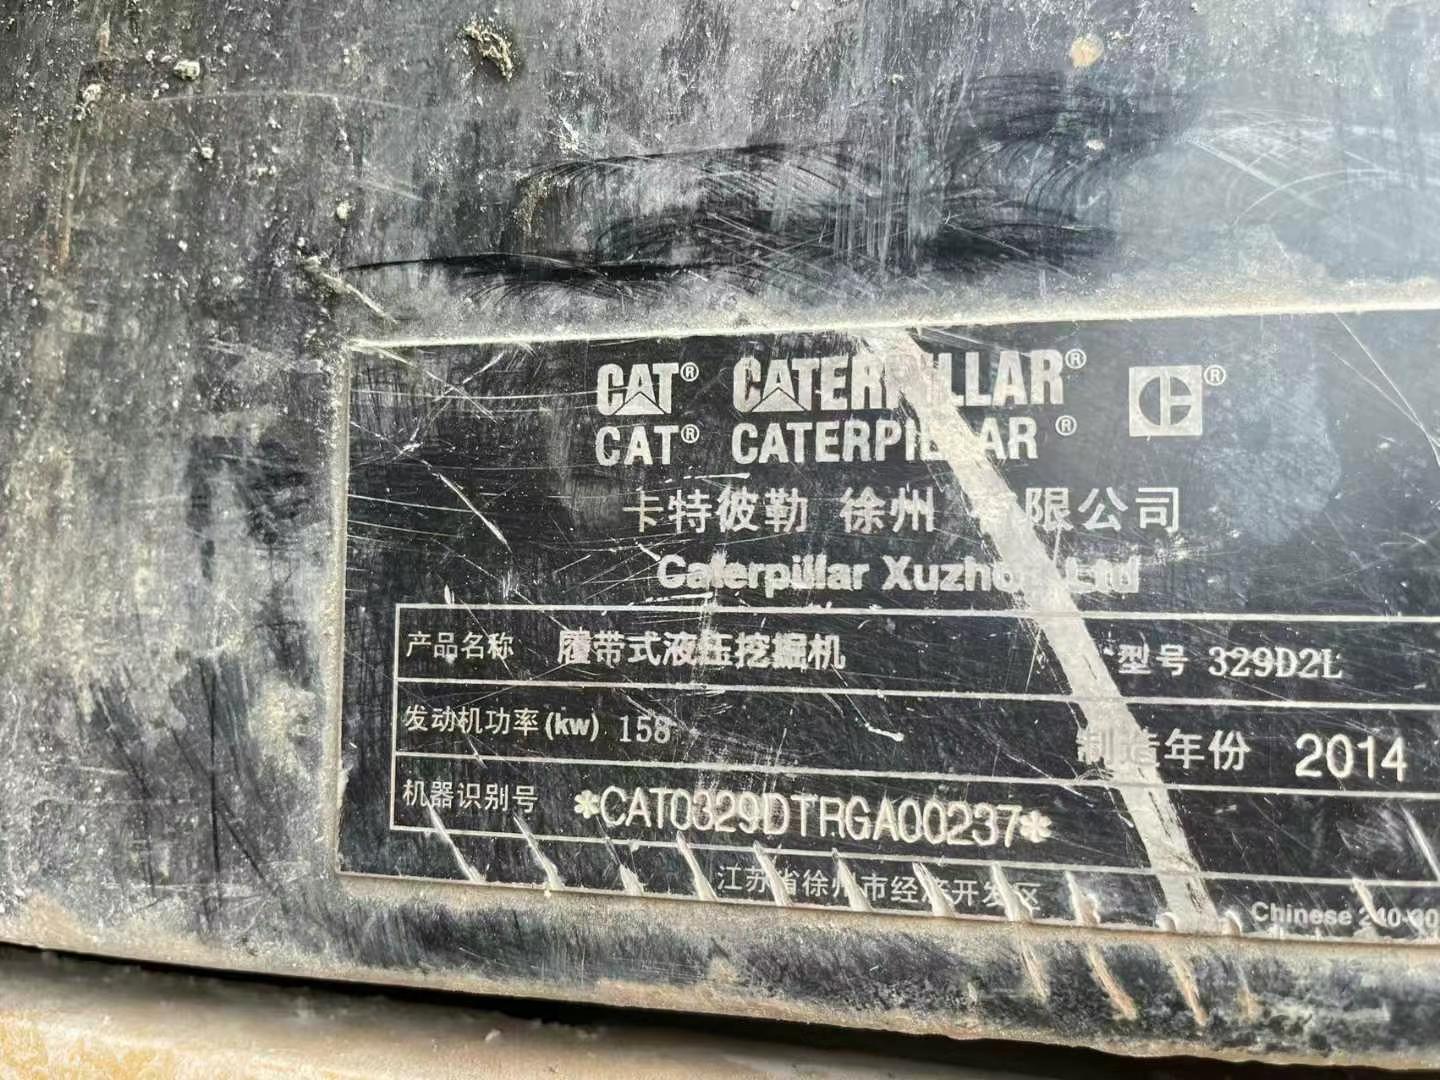 CAT® CATERPILLAR® ®
CAT® CATERPILLAR®
卡特彼勒 徐州 有限公司
Caterpillar Xuzhou Ltd
产品名称 履带式液压挖掘机 型号 329D2L
发动机功率(kw) 158 制造年份 2014
机器识别号 *CAT0329DTRGA00237*
江苏省徐州市经济开发区
Chinese